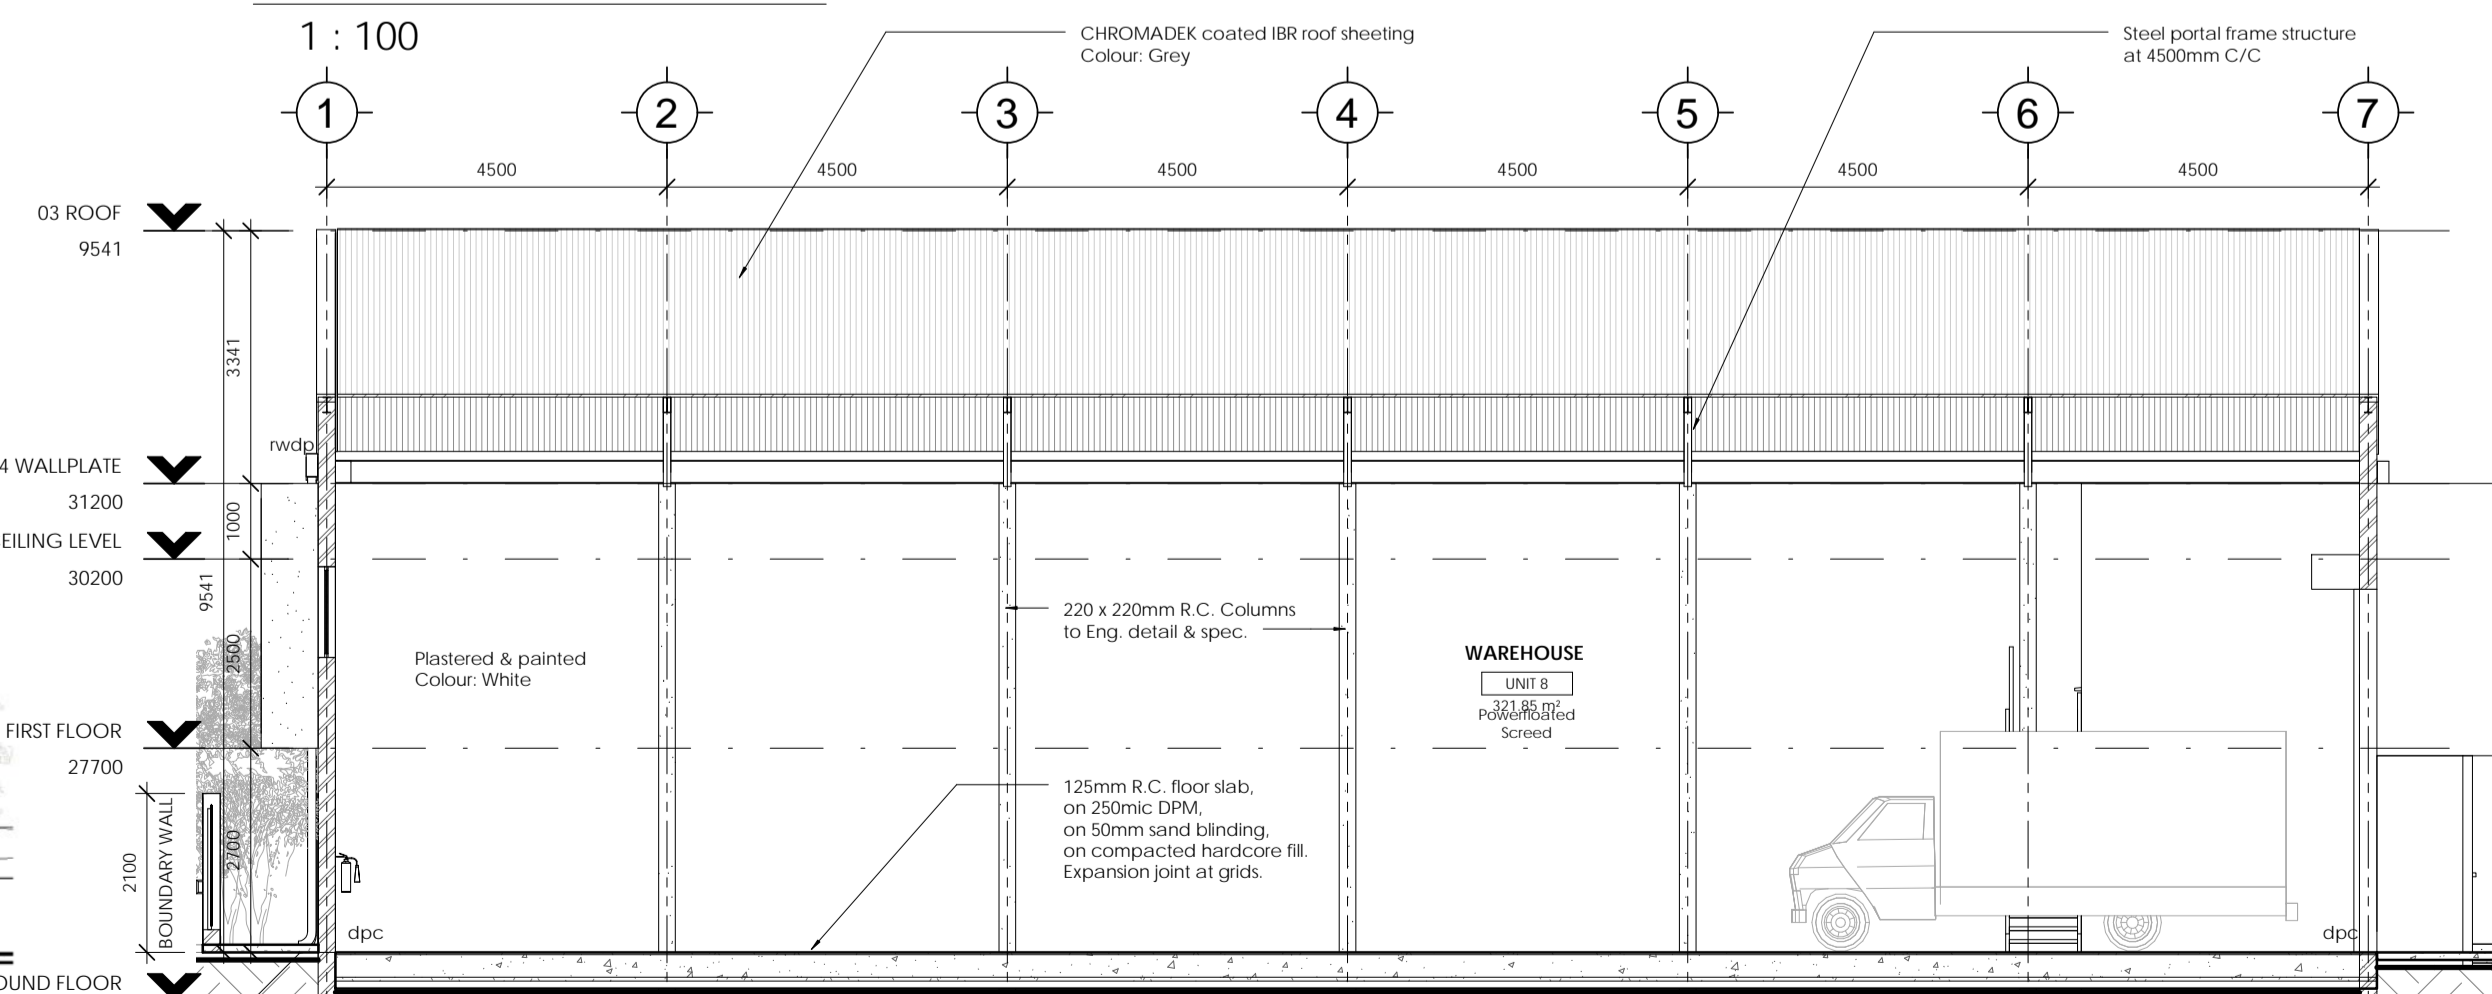 1 : 100
CHROMADEK coated IBR roof sheeting
Colour: Grey
Steel portal frame structure
at 4500mm C/C
1 2 3 4 5 6 7
4500 4500 4500 4500 4500 4500
03 ROOF
9541
3341
rwdp
4 WALLPLATE
31200
1000
EILING LEVEL
30200
9541
2500
220 x 220mm R.C. Columns
to Eng. detail & spec.
Plastered & painted
Colour: White
WAREHOUSE
UNIT 8
321.85 m²
Powerfloated
Screed
FIRST FLOOR
27700
125mm R.C. floor slab,
on 250mic DPM,
on 50mm sand blinding,
on compacted hardcore fill.
Expansion joint at grids.
2100
BOUNDARY WALL
2700
dpc
dpc
OUND FLOOR